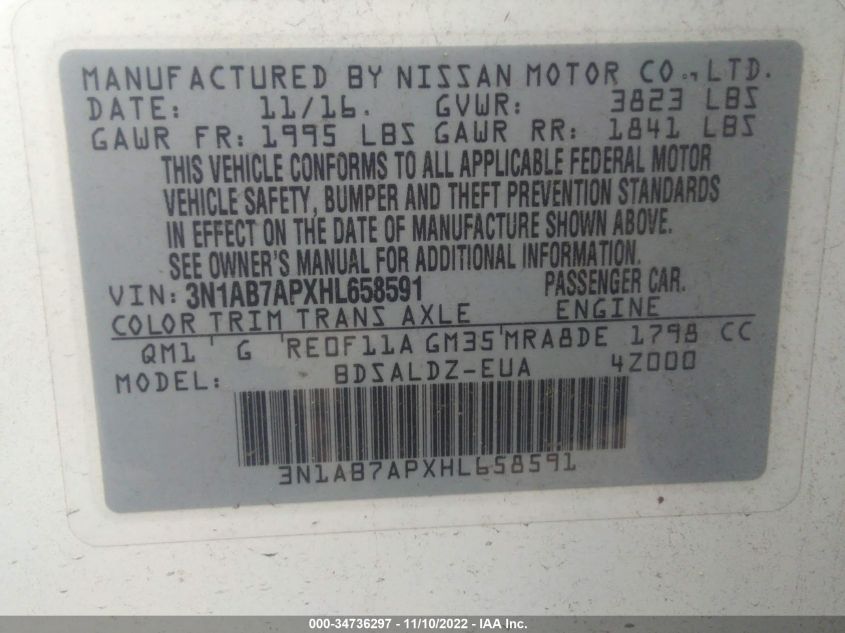 MANUFACTURED BY NISSAN MOTOR CO., LTD.
DATE: 11/16. GVWR: 3823 LBS
GAWR FR: 1995 LBS GAWR RR: 1841 LBS
THIS VEHICLE CONFORMS TO ALL APPLICABLE FEDERAL MOTOR
VEHICLE SAFETY, BUMPER AND THEFT PREVENTION STANDARDS
IN EFFECT ON THE DATE OF MANUFACTURE SHOWN ABOVE.
SEE OWNER'S MANUAL FOR ADDITIONAL INFORMATION.
VIN: 3N1AB7APXHL658591 PASSENGER CAR.
COLOR TRIM TRANS AXLE ENGINE
QM1 ' G ' RE0F11A GM35 ' MRA8DE 1798 CC
MODEL: BDSALDZ-EUA 4Z000
3N1AB7APXHL658591
000-34736297 - 11/10/2022 - IAA Inc.